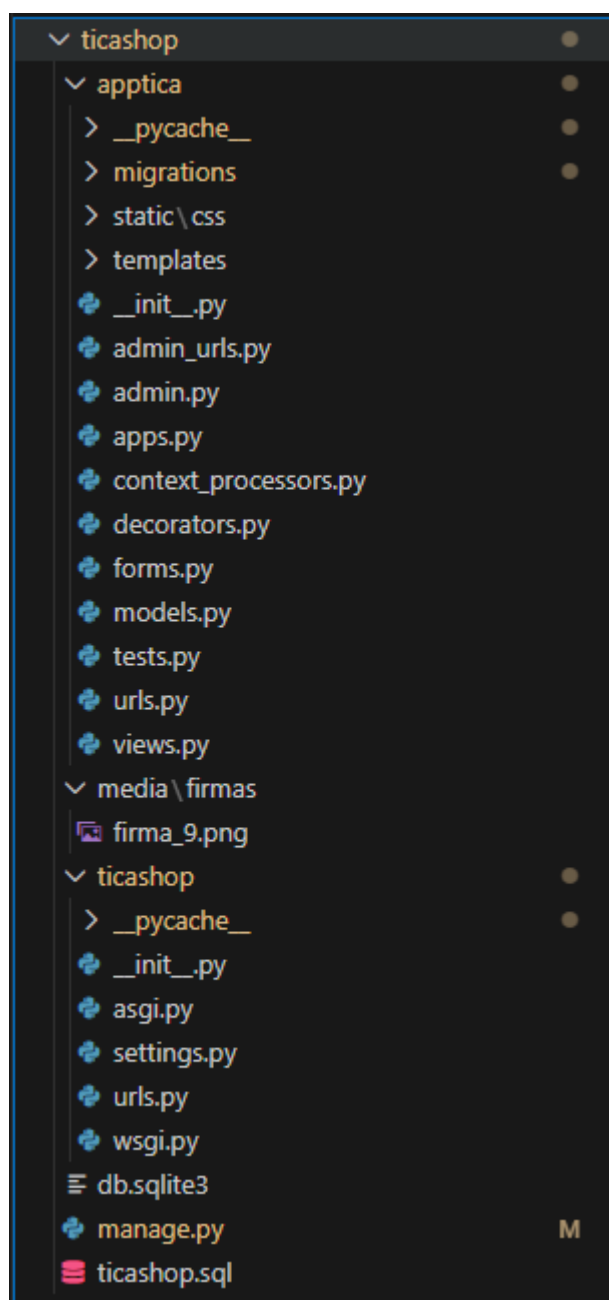 ticashop
apptica
__pycache__
migrations
static\css
templates
__init__.py
admin_urls.py
admin.py
apps.py
context_processors.py
decorators.py
forms.py
models.py
tests.py
urls.py
views.py
media\firmas
firma_9.png
ticashop
__pycache__
__init__.py
asgi.py
settings.py
urls.py
wsgi.py
db.sqlite3
manage.py M
ticashop.sql